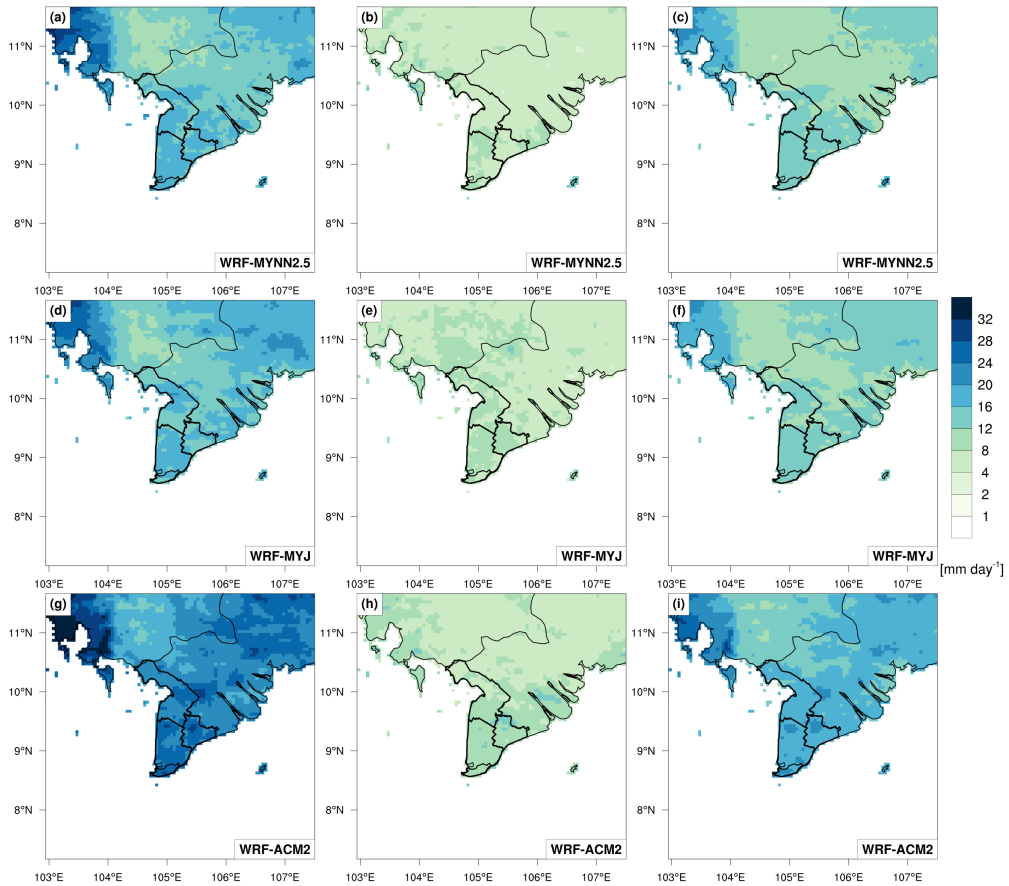 (a) (b) (c)
11°N 11°N 11°N
10°N 10°N 10°N
9°N 9°N 9°N
8°N 8°N 8°N
WRF-MYNN2.5 WRF-MYNN2.5 WRF-MYNN2.5
103°E 104°E 105°E 106°E 107°E 103°E 104°E 105°E 106°E 107°E 103°E 104°E 105°E 106°E 107°E
(d) (e) (f)
11°N 11°N 11°N
10°N 10°N 10°N
9°N 9°N 9°N
8°N 8°N 8°N
WRF-MYJ WRF-MYJ WRF-MYJ
103°E 104°E 105°E 106°E 107°E 103°E 104°E 105°E 106°E 107°E 103°E 104°E 105°E 106°E 107°E
32
28
24
20
16
12
8
4
2
1
[mm day⁻¹]
(g) (h) (i)
11°N 11°N 11°N
10°N 10°N 10°N
9°N 9°N 9°N
8°N 8°N 8°N
WRF-ACM2 WRF-ACM2 WRF-ACM2
103°E 104°E 105°E 106°E 107°E 103°E 104°E 105°E 106°E 107°E 103°E 104°E 105°E 106°E 107°E